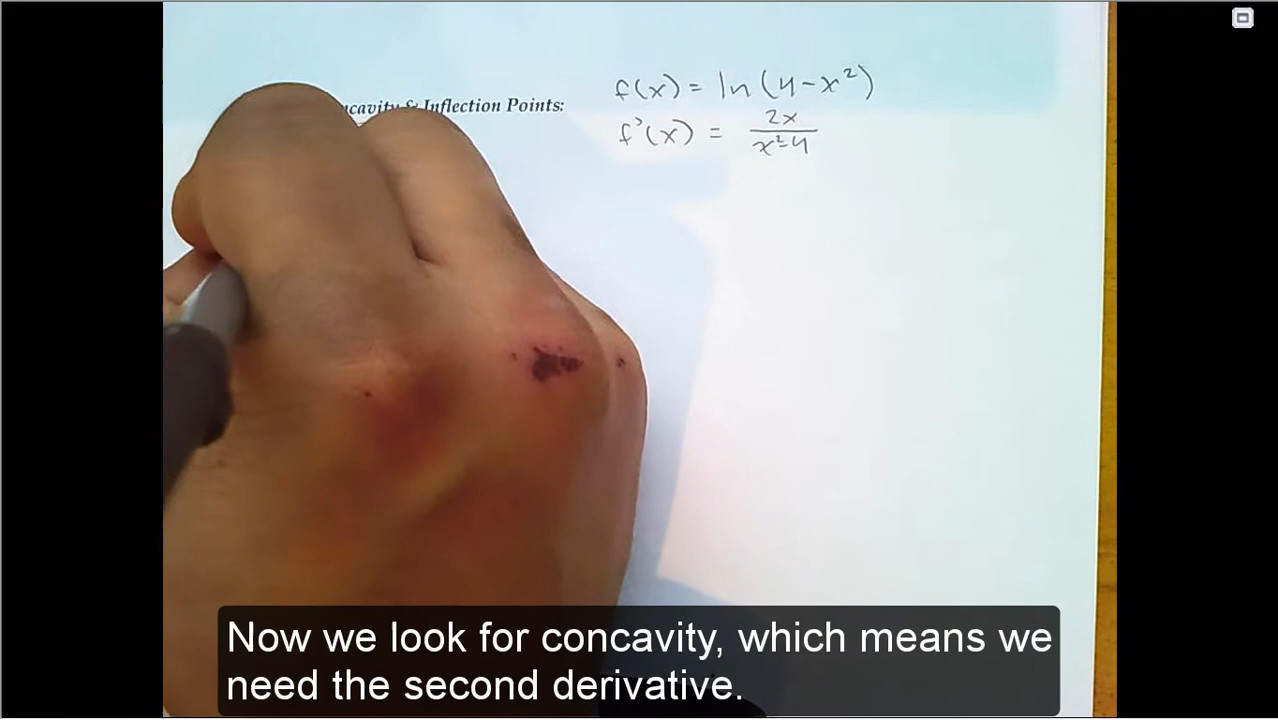 f(x) = ln(4-x²)
& Inflection Points:
f'(x) = 2x
x²-4
Now we look for concavity, which means we
need the second derivative.